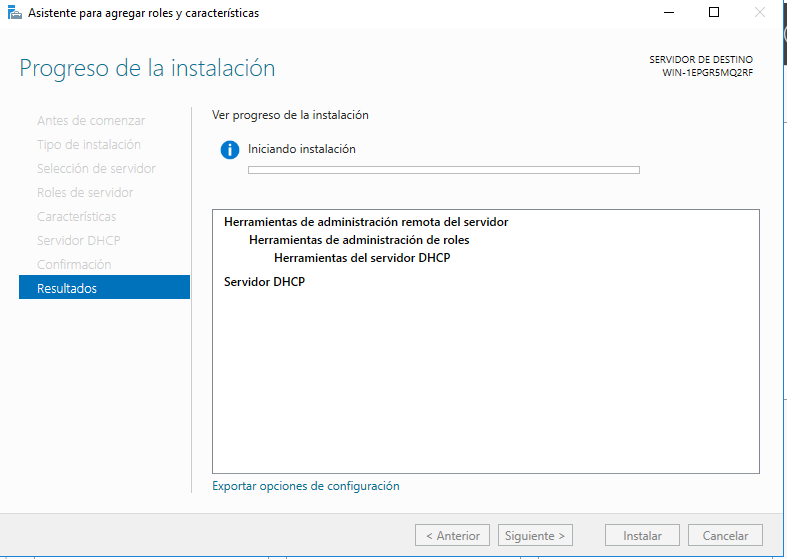 Asistente para agregar roles y características
Progreso de la instalación
SERVIDOR DE DESTINO
WIN-1EPGR5MQ2RF
Antes de comenzar
Tipo de instalación
Selección de servidor
Roles de servidor
Características
Servidor DHCP
Confirmación
Resultados
Ver progreso de la instalación
Iniciando instalación
Herramientas de administración remota del servidor
Herramientas de administración de roles
Herramientas del servidor DHCP
Servidor DHCP
Exportar opciones de configuración
< Anterior
Siguiente >
Instalar
Cancelar